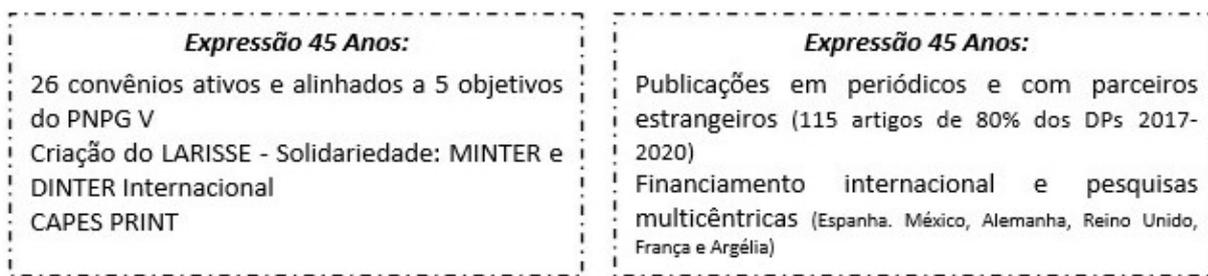 Expressão 45 Anos:
26 convênios ativos e alinhados a 5 objetivos
do PNPG V
Criação do LARISSE - Solidariedade: MINTER e
DINTER Internacional
CAPES PRINT
Expressão 45 Anos:
Publicações em periódicos e com parceiros
estrangeiros (115 artigos de 80% dos DPs 2017-
2020)
Financiamento internacional e pesquisas
multicêntricas (Espanha. México, Alemanha, Reino Unido,
França e Argélia)